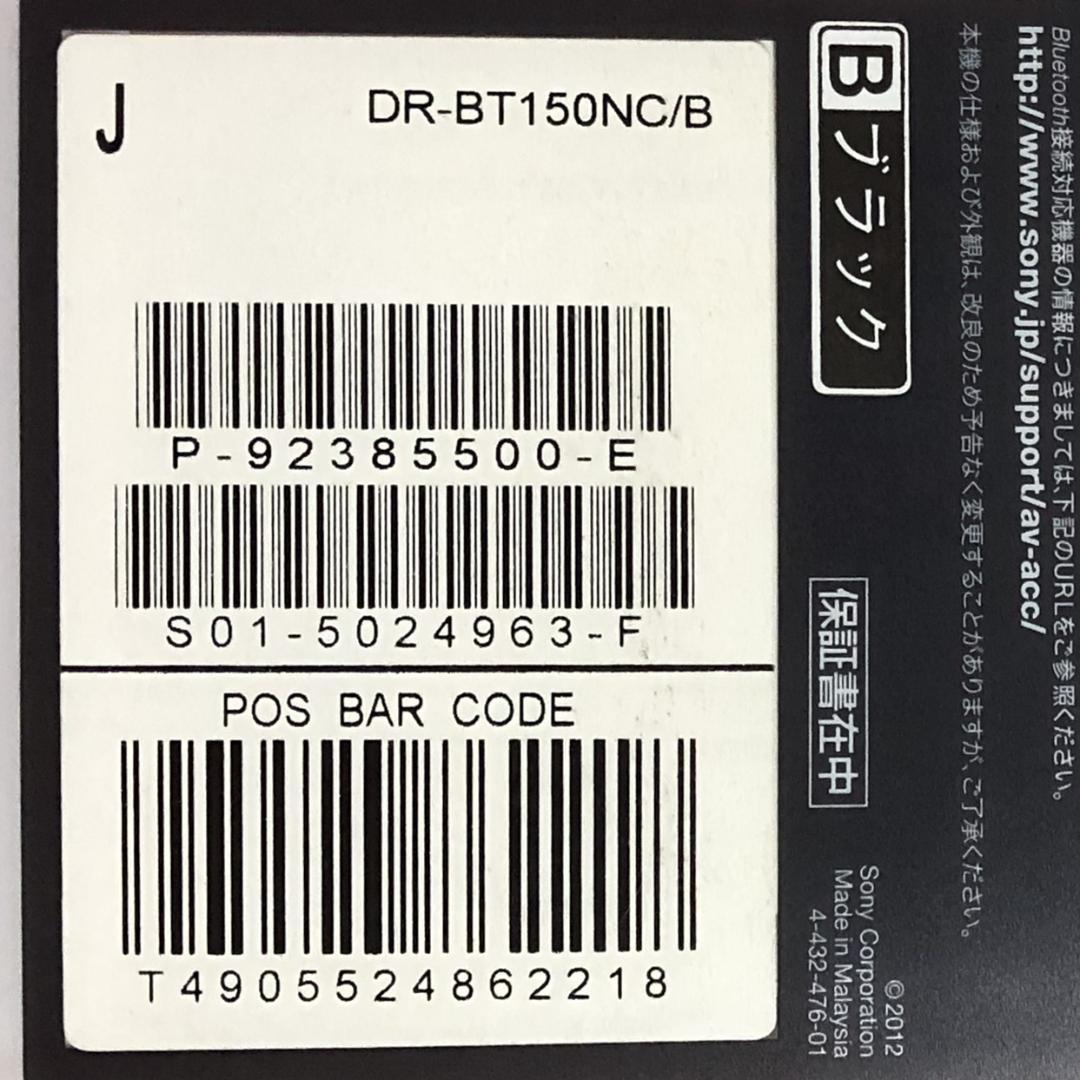 J
DR-BT150NC/B
P-92385500-E
S01-5024963-F
POS BAR CODE
T4905524862218
Bluetooth接続対応機器の情報につきましては、下記のURLをご参照ください。
http://www.sony.jp/support/av-acc/
本機の仕様および外観は、改良のため予告なく変更することがありますが、ご了承ください。
B ブラック
保証書在中
©2012
Sony Corporation
Made in Malaysia
4-432-476-01